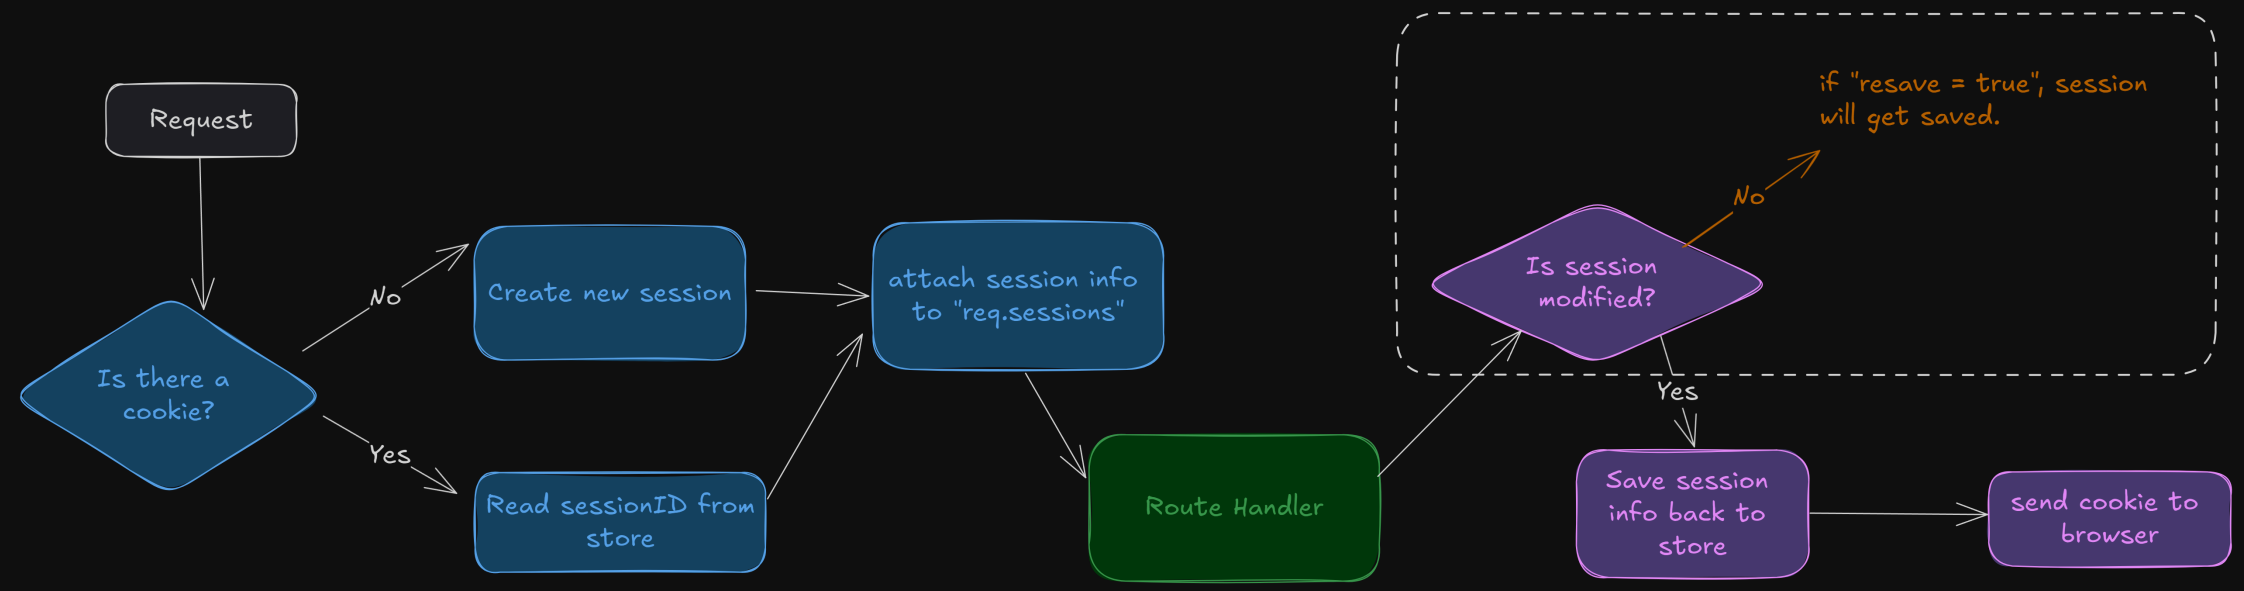 Request
Is there a
cookie?
No
Yes
Create new session
Read sessionID from
store
attach session info
to "req.sessions"
Route Handler
Is session
modified?
No
if "resave = true", session
will get saved.
Yes
Save session
info back to
store
send cookie to
browser